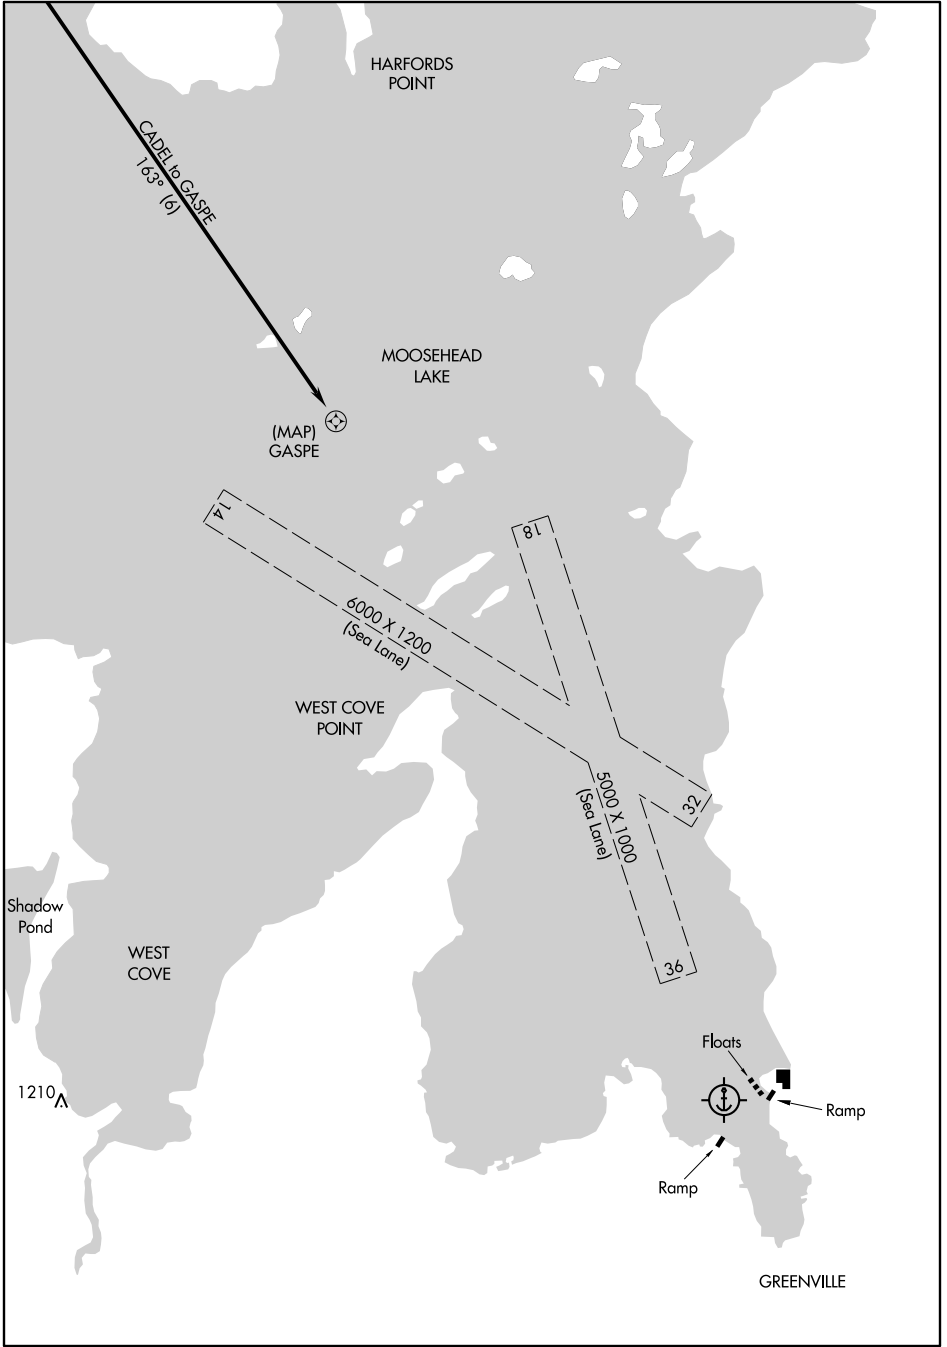 HARFORDS
POINT
CADEL to GASPE
163° (6)
MOOSEHEAD
LAKE
(MAP)
GASPE
14
18
6000 X 1200
(Sea Lane)
WEST COVE
POINT
5000 X 1000
(Sea Lane)
32
Shadow
Pond
WEST
COVE
36
Floats
1210
Ramp
Ramp
GREENVILLE